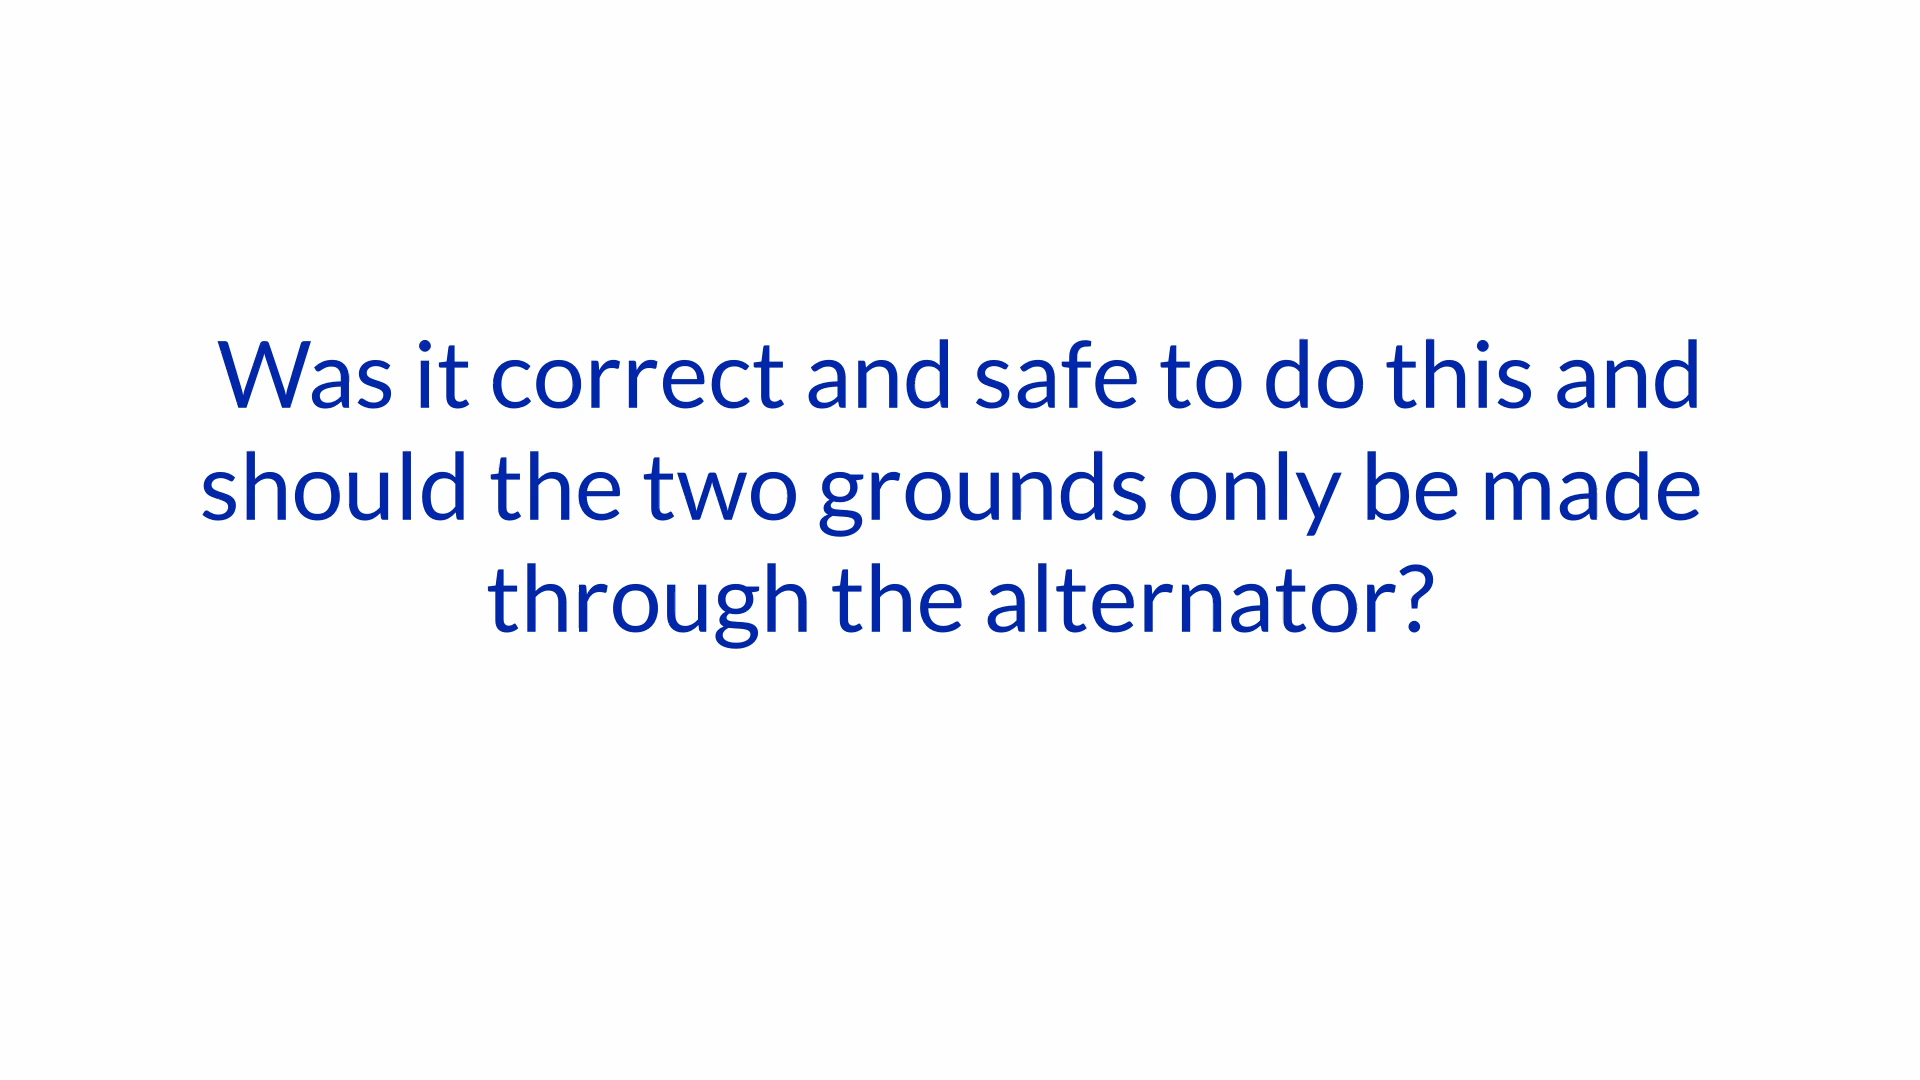 Was it correct and safe to do this and
should the two grounds only be made
through the alternator?